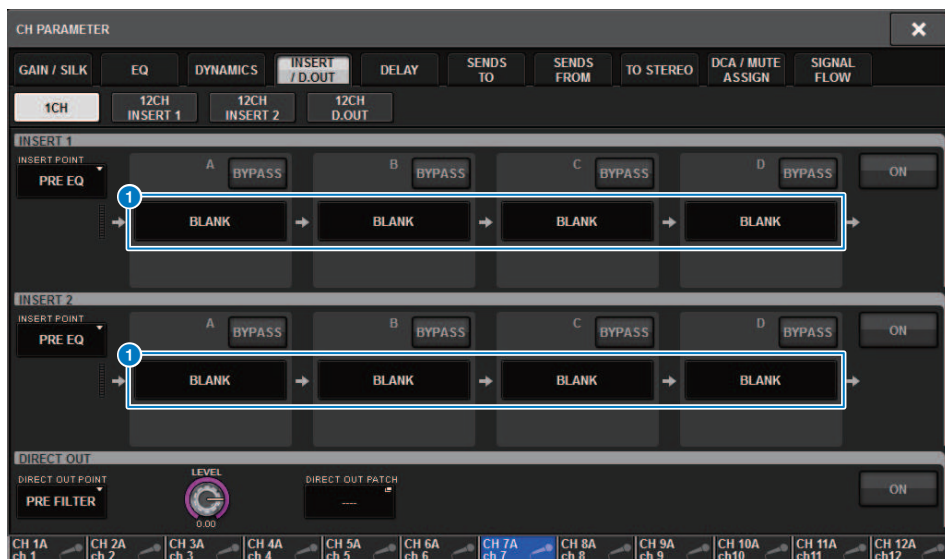 CH PARAMETER
GAIN / SILK EQ DYNAMICS INSERT / D.OUT DELAY SENDS TO SENDS FROM TO STEREO DCA / MUTE ASSIGN SIGNAL FLOW
1CH 12CH INSERT 1 12CH INSERT 2 12CH D.OUT
INSERT 1
INSERT POINT
PRE EQ A BYPASS B BYPASS C BYPASS D BYPASS ON
1
BLANK BLANK BLANK BLANK
INSERT 2
INSERT POINT
PRE EQ A BYPASS B BYPASS C BYPASS D BYPASS ON
1
BLANK BLANK BLANK BLANK
DIRECT OUT
DIRECT OUT POINT LEVEL DIRECT OUT PATCH
PRE FILTER ---- ON
0.00
CH 1A CH 2A CH 3A CH 4A CH 5A CH 6A CH 7A CH 8A CH 9A CH 10A CH 11A CH 12A
ch 1 ch 2 ch 3 ch 4 ch 5 ch 6 ch 7 ch 8 ch 9 ch10 ch11 ch12